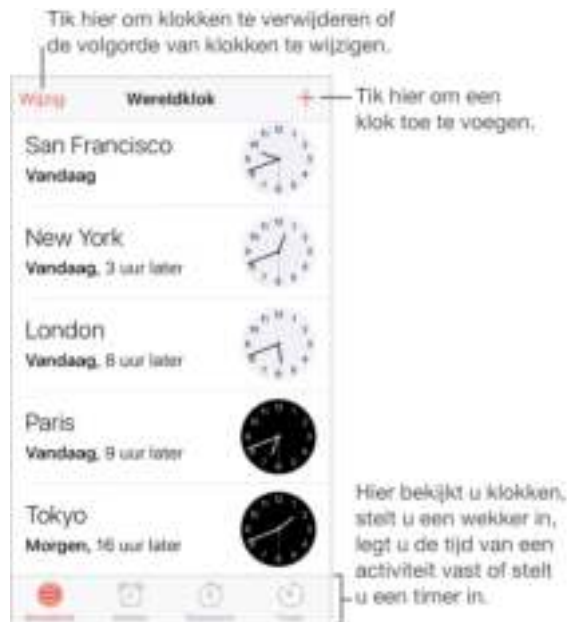 Tik hier om klokken te verwijderen of
de volgorde van klokken te wijzigen.
Wijzig
Wereldklok
+
Tik hier om een
klok toe te voegen.
San Francisco
Vandaag
New York
Vandaag, 3 uur later
London
Vandaag, 8 uur later
Paris
Vandaag, 9 uur later
Tokyo
Morgen, 16 uur later
Hier bekijkt u klokken,
stelt u een wekker in,
legt u de tijd van een
activiteit vast of stelt
u een timer in.